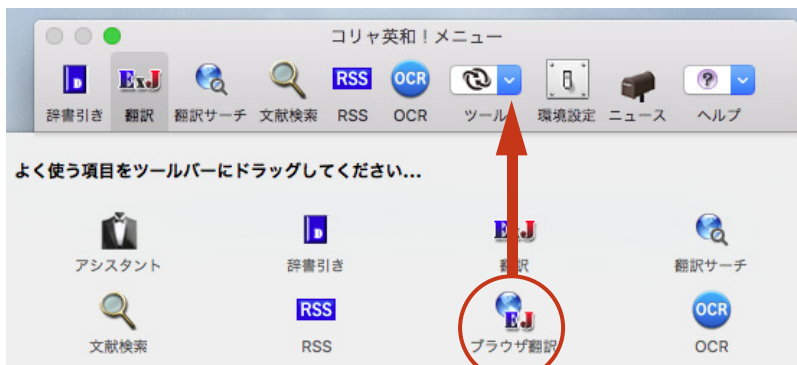 コリャ英和!メニュー
D ExJ RSS OCR ?
辞書引き 翻訳 翻訳サーチ 文献検索 RSS OCR ツール 環境設定 ニュース ヘルプ
よく使う項目をツールバーにドラッグしてください...
D ExJ
アシスタント 辞書引き 翻訳 翻訳サーチ
RSS EJ OCR
文献検索 RSS ブラウザ翻訳 OCR